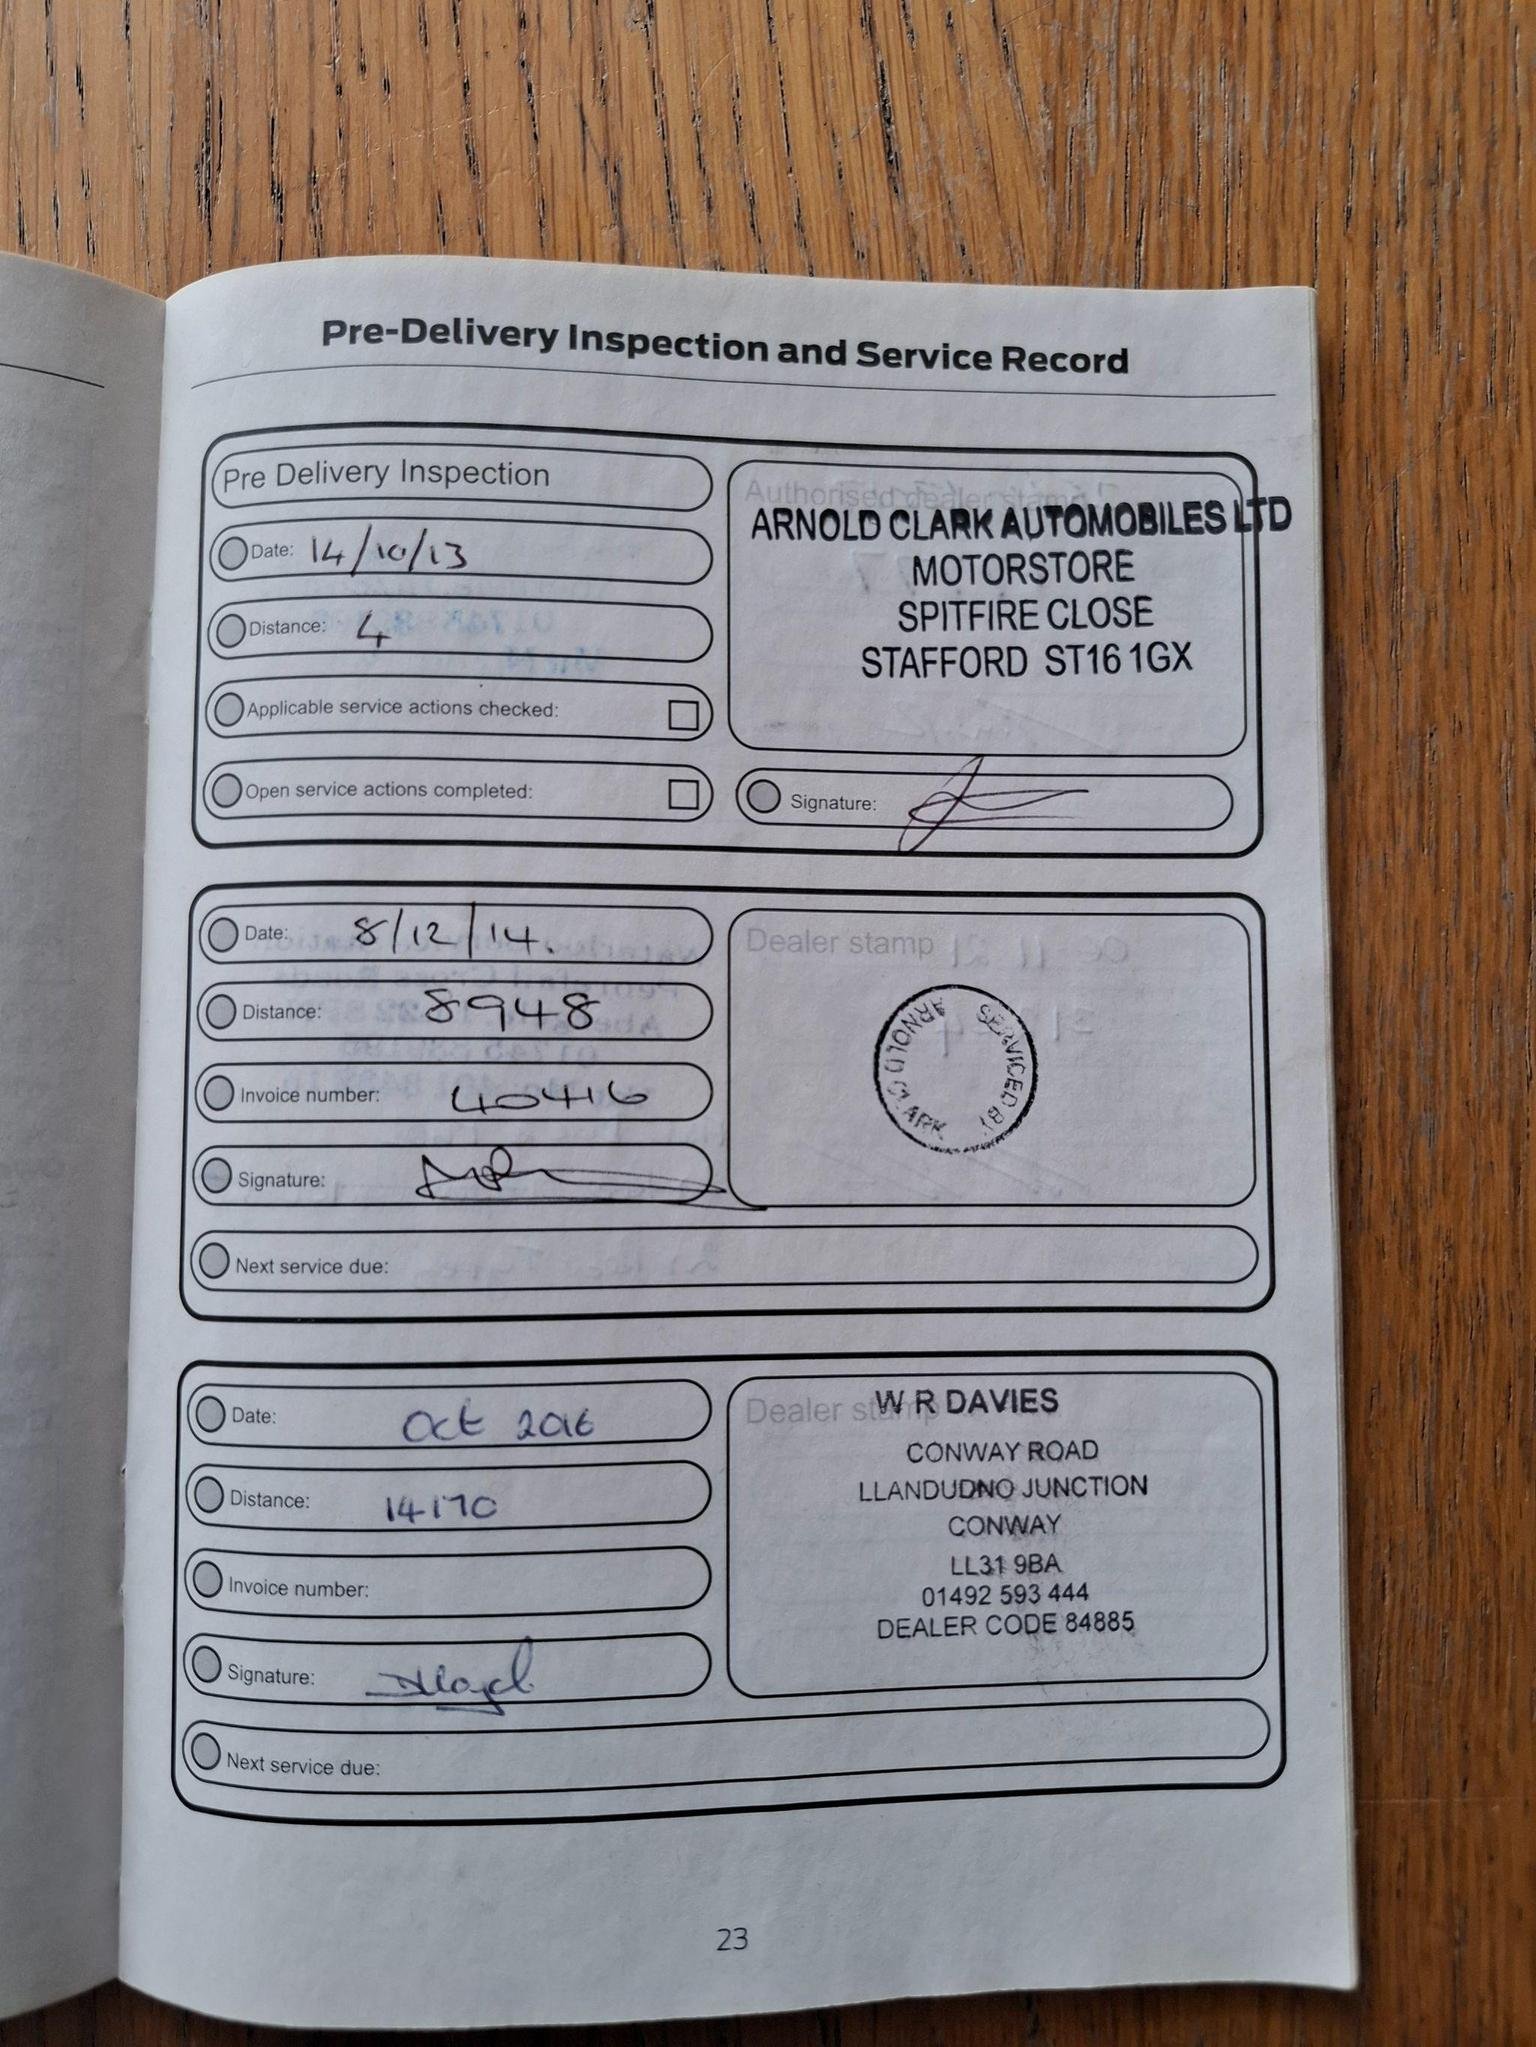 Pre-Delivery Inspection and Service Record
Pre Delivery Inspection
Date: 14/10/13
Distance: 4
Applicable service actions checked:
Open service actions completed:
Authorised dealer stamp
ARNOLD CLARK AUTOMOBILES LTD
MOTORSTORE
SPITFIRE CLOSE
STAFFORD ST16 1GX
Signature:
Date: 8/12/14.
Distance: 8948
Invoice number: 40416
Signature:
Next service due:
Dealer stamp
SERVICED BY
ARNOLD CLARK
Date: Oct 2016
Distance: 14170
Invoice number:
Signature: Lloyd
Next service due:
Dealer stamp
W R DAVIES
CONWAY ROAD
LLANDUDNO JUNCTION
CONWAY
LL31 9BA
01492 593 444
DEALER CODE 84885
23